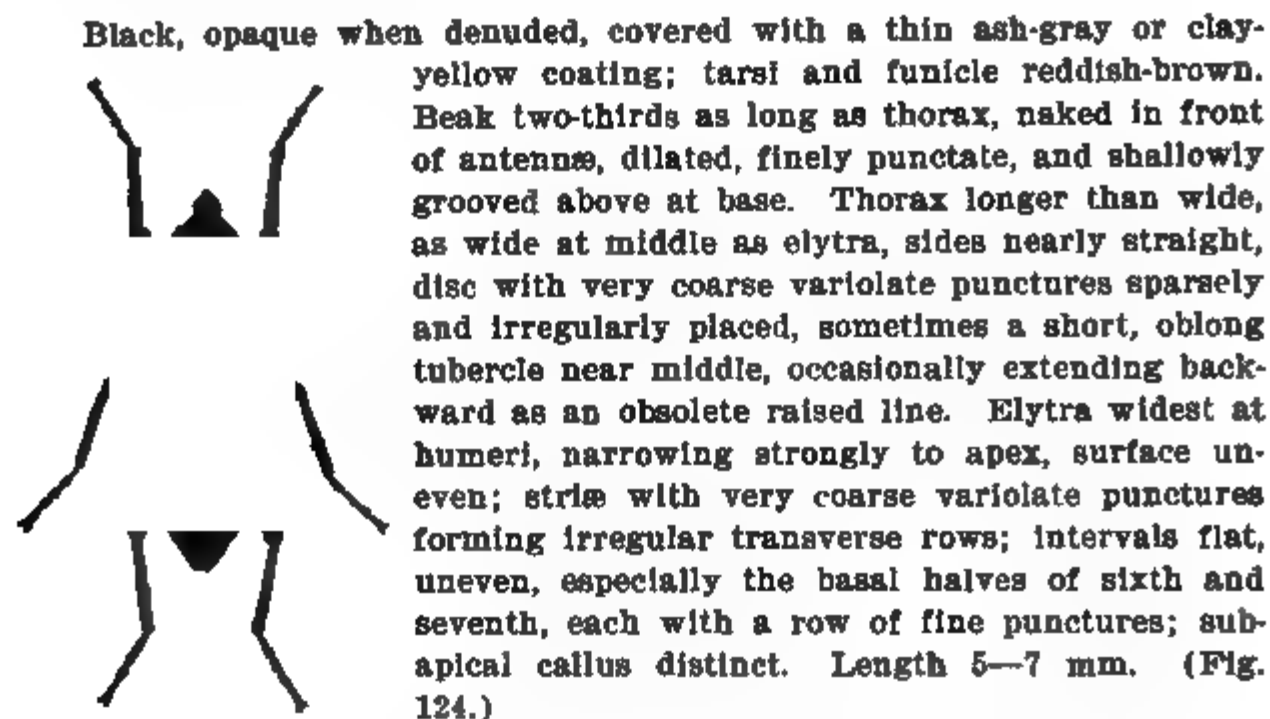 Black, opaque when denuded, covered with a thin ash-gray or clay-
yellow coating; tarsi and funicle reddish-brown.
Beak two-thirds as long as thorax, naked in front
of antennæ, dilated, finely punctate, and shallowly
grooved above at base. Thorax longer than wide,
as wide at middle as elytra, sides nearly straight,
disc with very coarse variolate punctures sparsely
and irregularly placed, sometimes a short, oblong
tubercle near middle, occasionally extending back-
ward as an obsolete raised line. Elytra widest at
humeri, narrowing strongly to apex, surface un-
even; striæ with very coarse variolate punctures
forming irregular transverse rows; intervals flat,
uneven, especially the basal halves of sixth and
seventh, each with a row of fine punctures; sub-
apical callus distinct. Length 5—7 mm. (Fig.
124.)